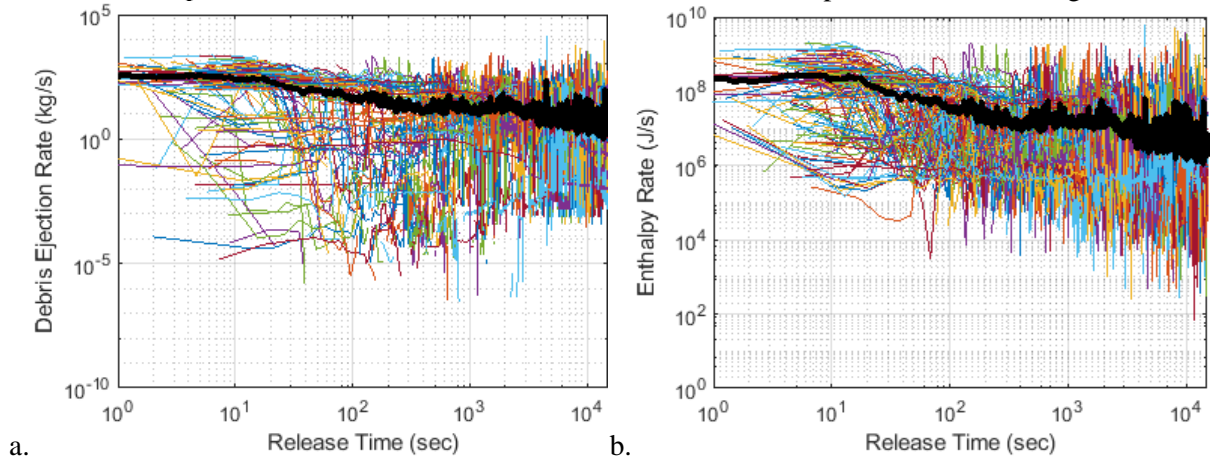 10^5
10^0
10^-5
10^-10
Debris Ejection Rate (kg/s)
10^0 10^1 10^2 10^3 10^4
Release Time (sec)
a.
10^10
10^8
10^6
10^4
10^2
10^0
Enthalpy Rate (J/s)
10^0 10^1 10^2 10^3 10^4
Release Time (sec)
b.